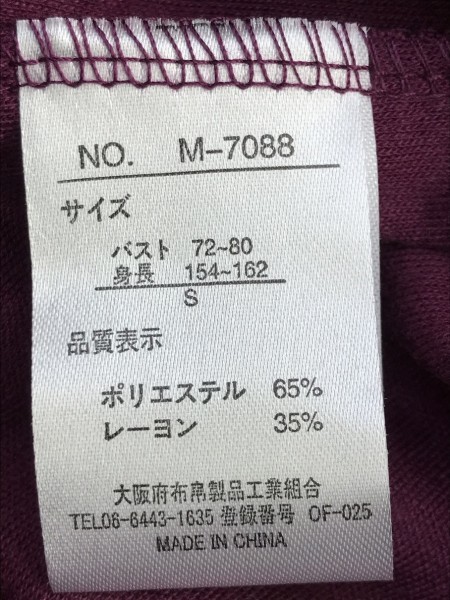 NO. M-7088
サイズ
バスト 72~80
身長 154~162
S
品質表示
ポリエステル 65%
レーヨン 35%
大阪府布帛製品工業組合
TEL06-6443-1635 登録番号 OF-025
MADE IN CHINA